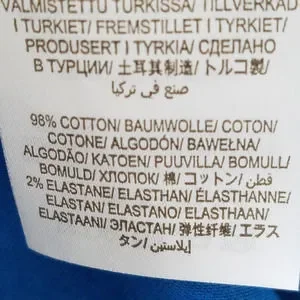 VALMISTETTU TURKISSA/ TILLVERKAD
I TURKIET/ FREMSTILLET I TYRKIET/
PRODUSERT I TYRKIA/ СДЕЛАНО
В ТУРЦИИ/ 土耳其制造/ トルコ製/
صنع في تركيا
98% COTTON/ BAUMWOLLE/ COTON/
COTONE/ ALGODÓN/ BAWEŁNA/
ALGODÃO/ KATOEN/ PUUVILLA/ BOMULL/
BOMULD/ ХЛОПОК/ 棉/ コットン/ قطن/
2% ELASTANE/ ELASTHAN/ ÉLASTHANNE/
ELASTAN/ ELASTANO/ ELASTHAAN/
ELASTAANI/ ЭЛАСТАН/ 弹性纤维/ エラス
タン/ إيلاستين/